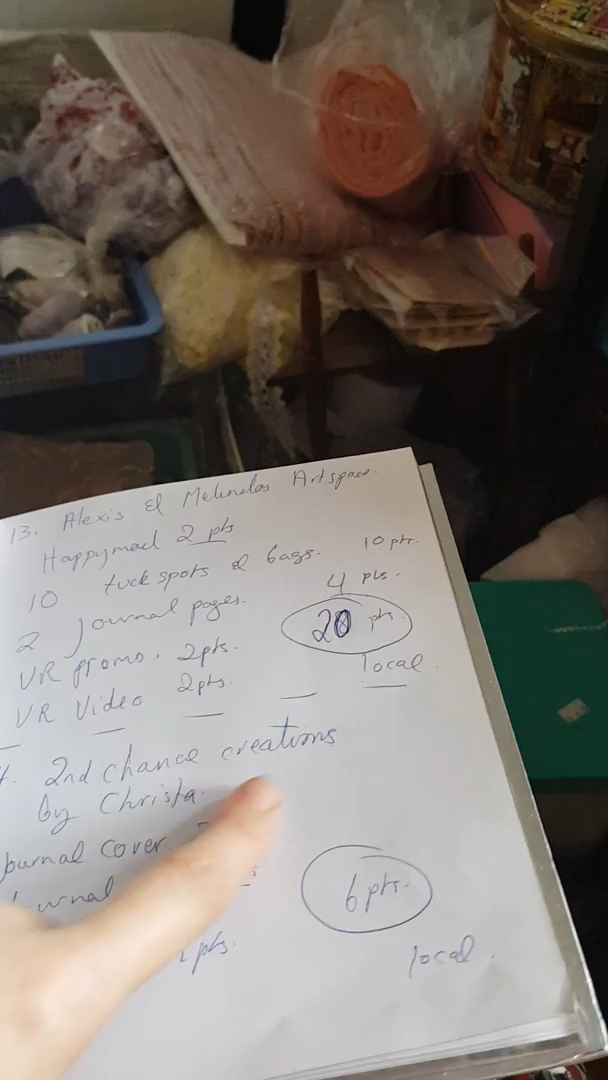 13. Alexis & Melindas Artspace.
Happymail 2 pts
10 tuck spots & bags. 10 pts.
2 Journal pages. 4 pts.
20 pts.
VR promo. 2pts.
VR Video 2pts. local.
2nd chance creations
by Christa.
Journal Cover.
6 pts.
pts.
local.